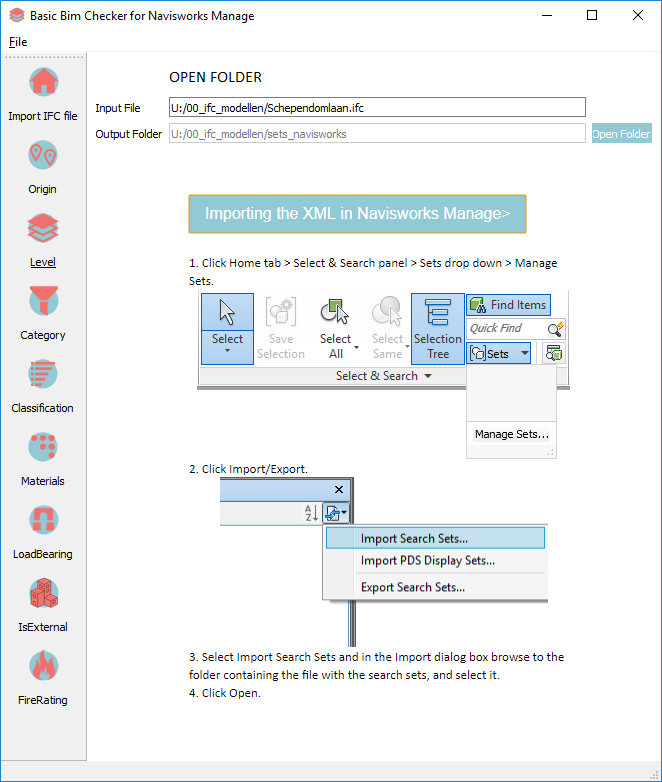 Basic Bim Checker for Navisworks Manage
File
Import IFC file
Origin
Level
Category
Classification
Materials
LoadBearing
IsExternal
FireRating
OPEN FOLDER
Input File U:/00_ifc_modellen/Schependomlaan.ifc
Output Folder U:/00_ifc_modellen/sets_navisworks Open Folder
Importing the XML in Navisworks Manage>
1. Click Home tab > Select & Search panel > Sets drop down > Manage
Sets.
Select
Save
Selection
Select
All
Select
Same
Selection
Tree
Find Items
Quick Find
Sets
Select & Search
Manage Sets...
2. Click Import/Export.
A
Z
Import Search Sets...
Import PDS Display Sets...
Export Search Sets...
3. Select Import Search Sets and in the Import dialog box browse to the
folder containing the file with the search sets, and select it.
4. Click Open.